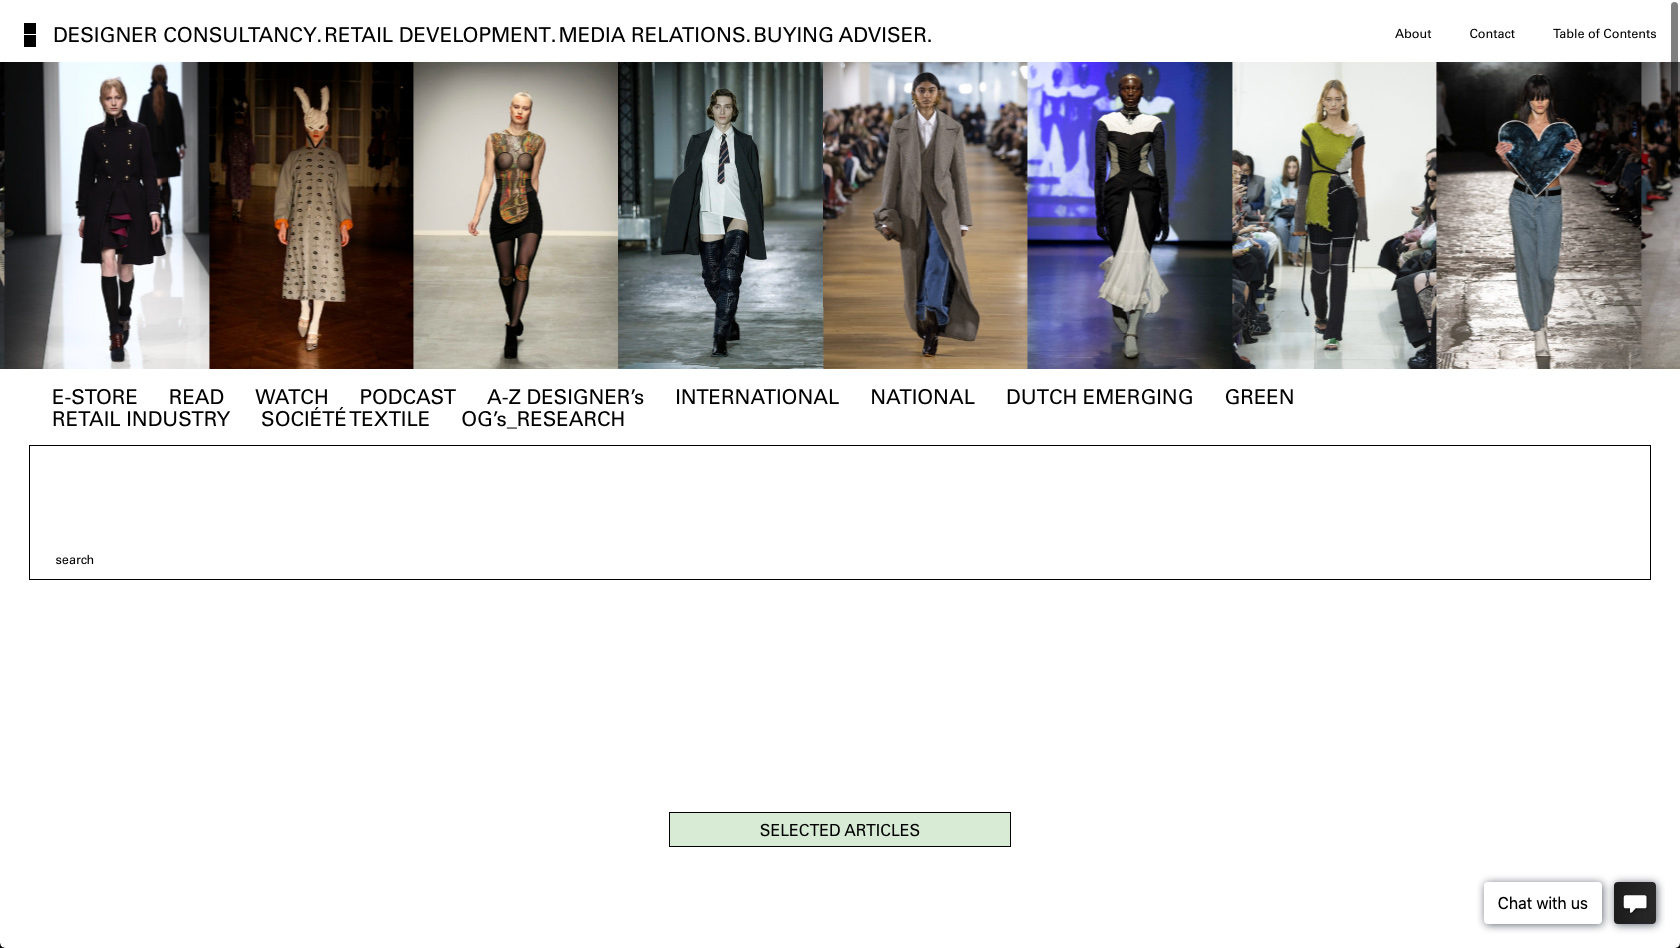 DESIGNER CONSULTANCY. RETAIL DEVELOPMENT. MEDIA RELATIONS. BUYING ADVISER.
About Contact Table of Contents
E-STORE READ WATCH PODCAST A-Z DESIGNER’s INTERNATIONAL NATIONAL DUTCH EMERGING GREEN
RETAIL INDUSTRY SOCIÉTÉ TEXTILE OG’s_RESEARCH
search
SELECTED ARTICLES
Chat with us